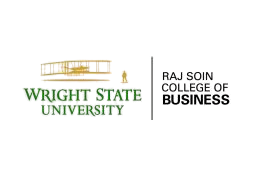 WRIGHT STATE
UNIVERSITY
RAJ SOIN
COLLEGE OF
BUSINESS